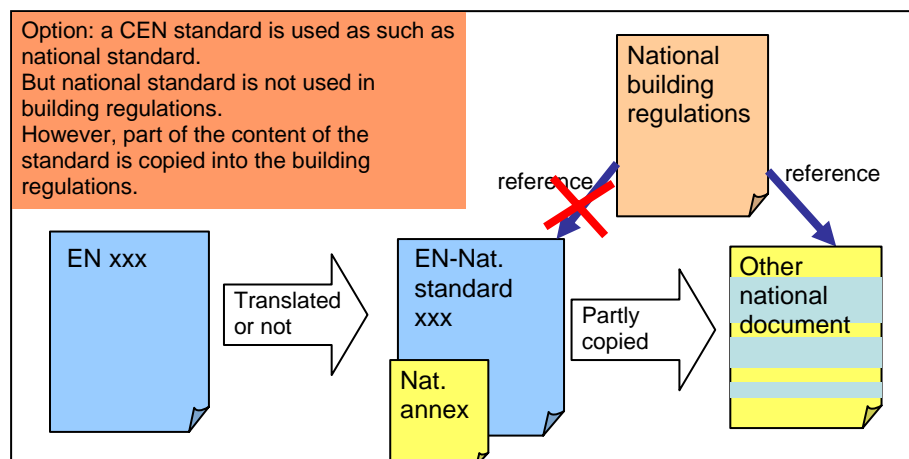 Option: a CEN standard is used as such as
national standard.
But national standard is not used in
building regulations.
However, part of the content of the
standard is copied into the building
regulations.
National
building
regulations
reference
reference
EN xxx
Translated
or not
EN-Nat.
standard
xxx
Nat.
annex
Partly
copied
Other
national
document